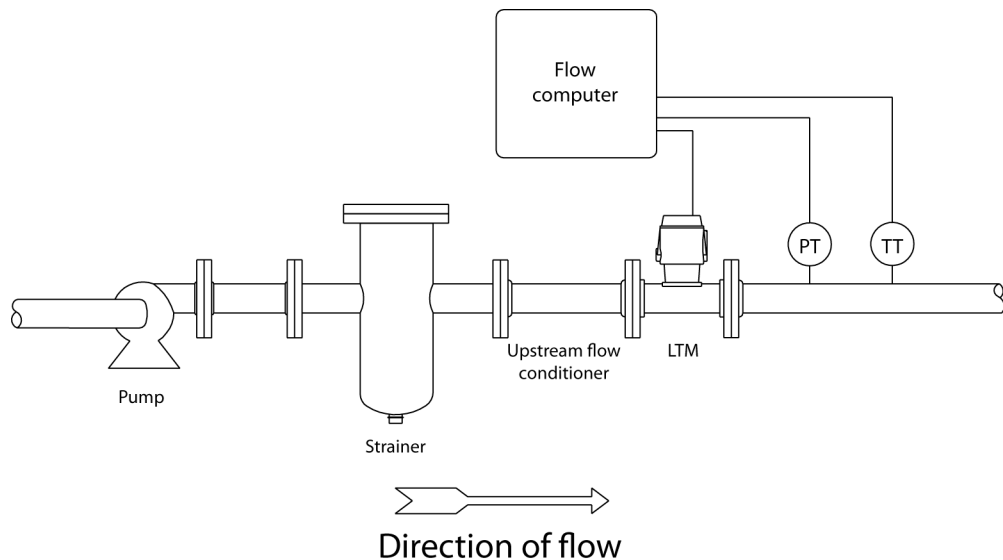 Flow
computer
PT
TT
Upstream flow
conditioner
LTM
Pump
Strainer
Direction of flow